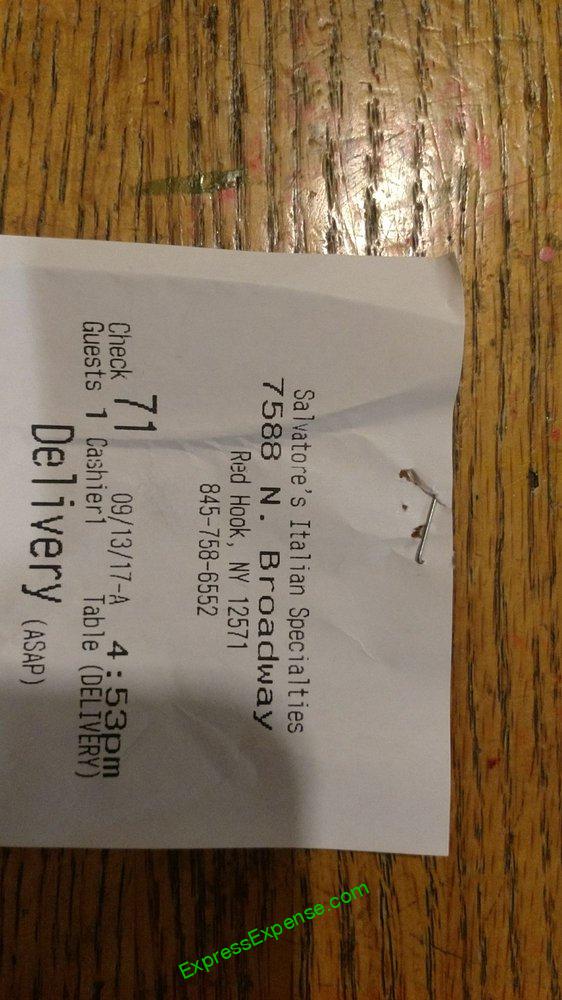 Salvatore's Italian Specialties
7588 N. Broadway
Red Hook, NY 12571
845-758-6552
Check 71 09/13/17-A 4:53pm
Guests 1 Cashier1 Table (DELIVERY)
Delivery (ASAP)
ExpressExpense.com